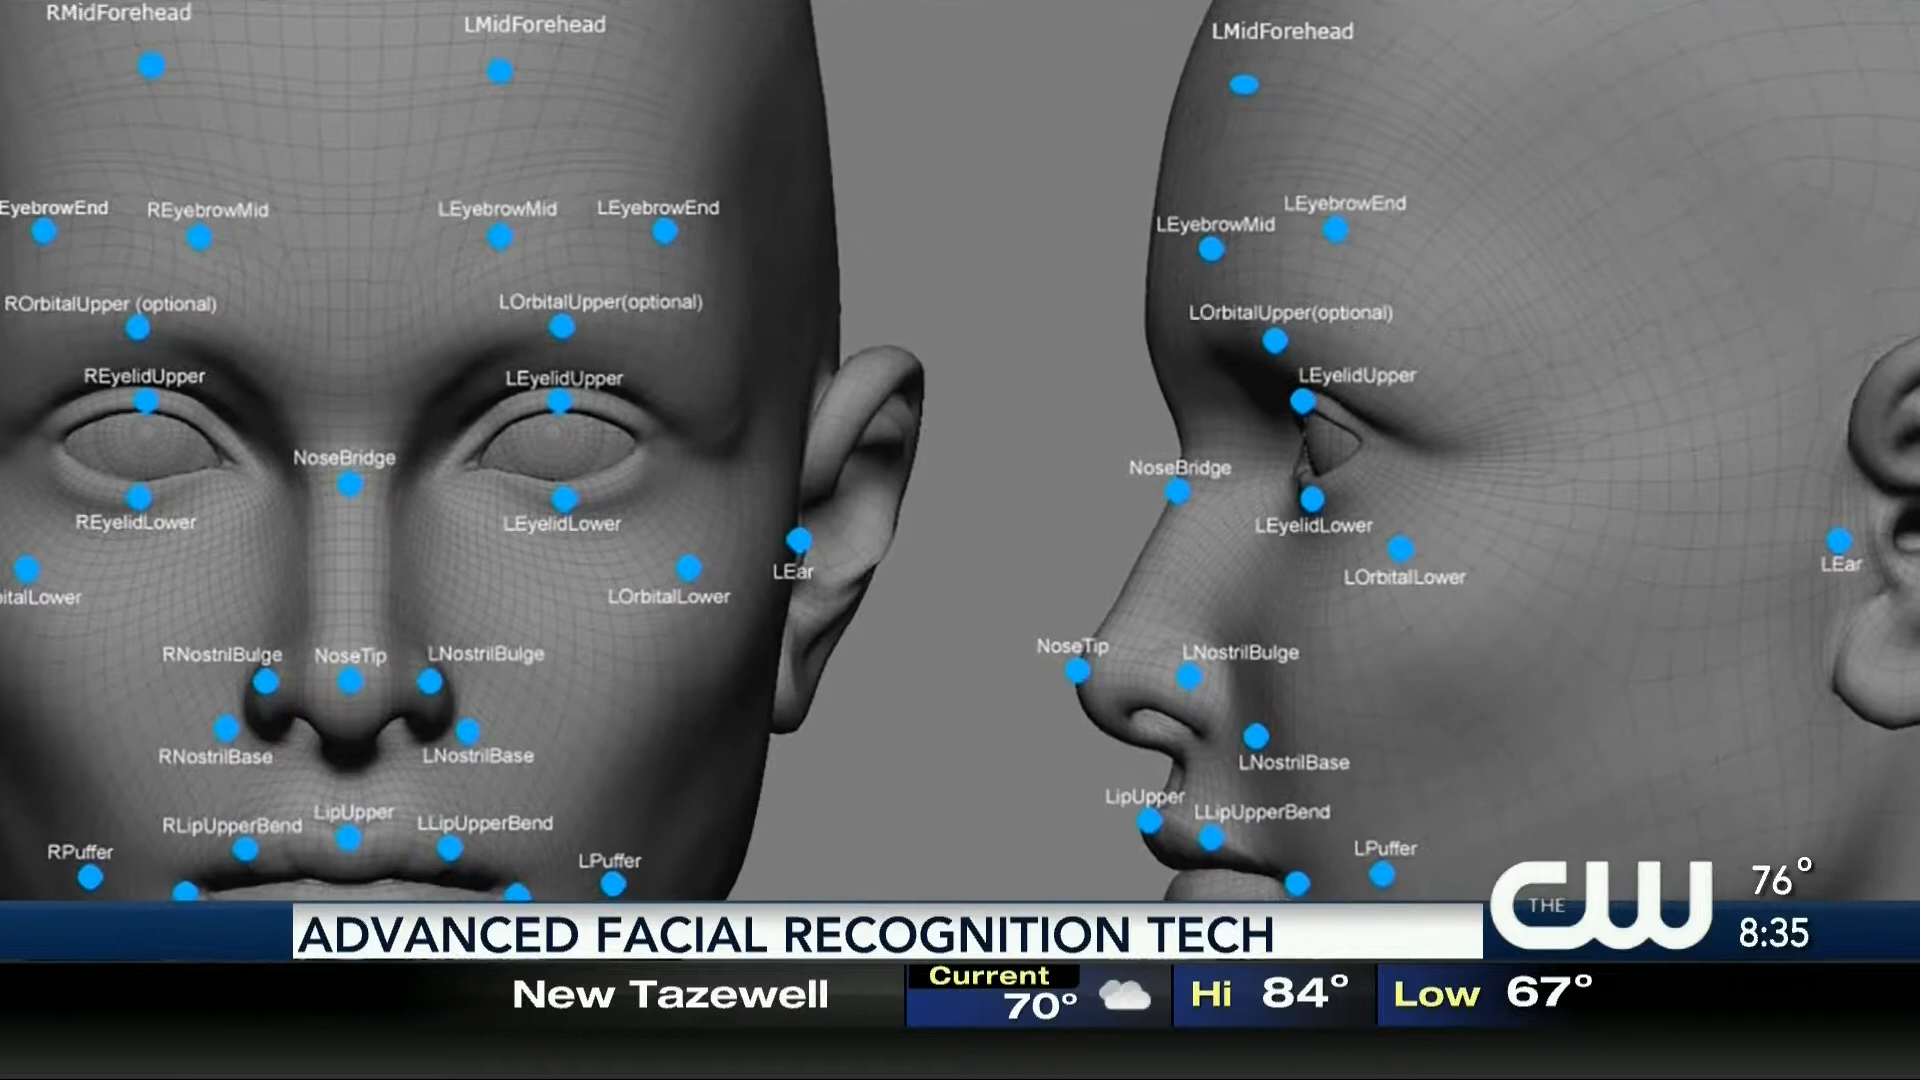 RMidForehead
LMidForehead
LMidForehead
EyebrowEnd
REyebrowMid
LEyebrowMid
LEyebrowEnd
LEyebrowMid
LEyebrowEnd
ROrbitalUpper (optional)
LOrbitalUpper(optional)
LOrbitalUpper(optional)
REyelidUpper
LEyelidUpper
LEyelidUpper
NoseBridge
NoseBridge
REyelidLower
LEyelidLower
LEyelidLower
LEar
LEar
bitalLower
LOrbitalLower
LOrbitalLower
RNostrilBulge
NoseTip
LNostrilBulge
NoseTip
LNostrilBulge
RNostrilBase
LNostrilBase
LNostrilBase
RLipUpperBend
LipUpper
LLipUpperBend
LipUpper
LLipUpperBend
RPuffer
LPuffer
LPuffer
THE CW
76°
8:35
ADVANCED FACIAL RECOGNITION TECH
New Tazewell
Current
70°
Hi 84°
Low 67°